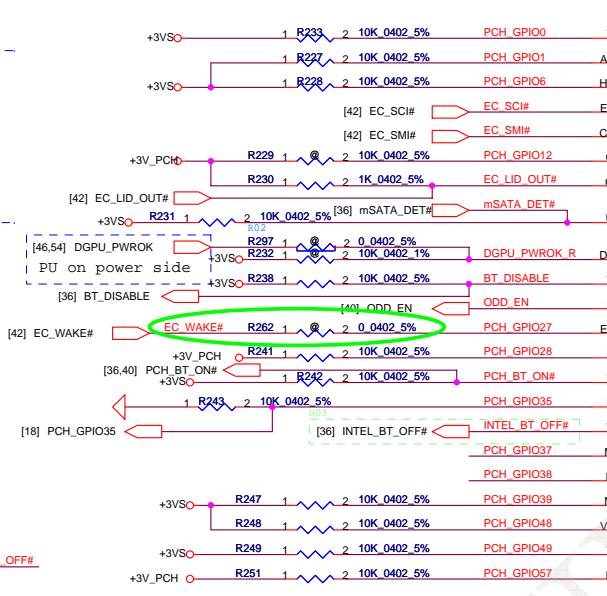 +3VS R233 1 2 10K_0402_5% PCH_GPIO0
R227 1 2 10K_0402_5% PCH_GPIO1 A
+3VS R228 1 2 10K_0402_5% PCH_GPIO6 H
[42] EC_SCI# EC_SCI# E
[42] EC_SMI# EC_SMI# C
+3V_PCH R229 1 @ 2 10K_0402_5% PCH_GPIO12
R230 1 2 1K_0402_5% EC_LID_OUT#
[42] EC_LID_OUT#
[36] mSATA_DET# mSATA_DET#
+3VS R231 1 2 10K_0402_5%
R02
[46,54] DGPU_PWROK R297 1 @ 2 0_0402_5%
+3VS R232 1 @ 2 10K_0402_1% DGPU_PWROK_R D
PU on power side
+3VS R238 1 2 10K_0402_5% BT_DISABLE
[36] BT_DISABLE
[40] ODD_EN ODD_EN
[42] EC_WAKE# EC_WAKE# R262 1 @ 2 0_0402_5% PCH_GPIO27 E
+3V_PCH R241 1 2 10K_0402_5% PCH_GPIO28
[36,40] PCH_BT_ON#
+3VS R242 1 2 10K_0402_5% PCH_BT_ON#
1 R243 2 10K_0402_5% PCH_GPIO35
R03
[18] PCH_GPIO35 [36] INTEL_BT_OFF# INTEL_BT_OFF#
PCH_GPIO37
PCH_GPIO38
+3VS R247 1 2 10K_0402_5% PCH_GPIO39
R248 1 2 10K_0402_5% PCH_GPIO48 V
+3VS R249 1 2 10K_0402_5% PCH_GPIO49
_OFF#
+3V_PCH R251 1 2 10K_0402_5% PCH_GPIO57